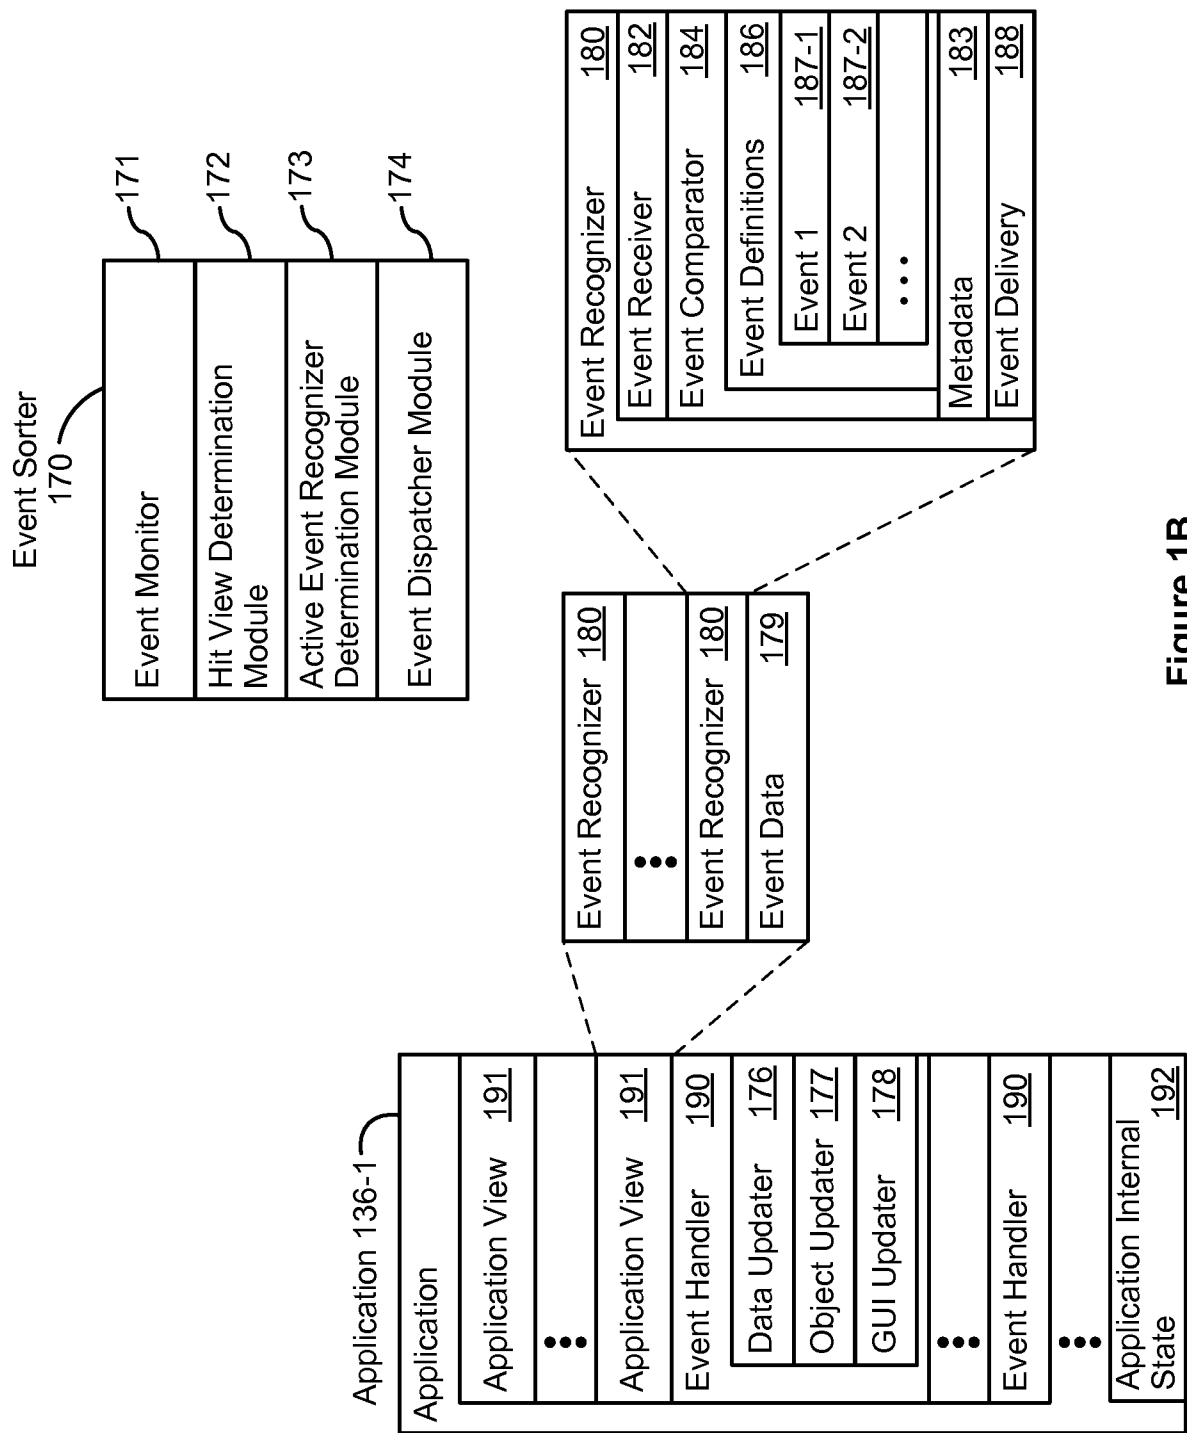 Event Sorter
170
Event Monitor
171
Hit View Determination
Module
172
Active Event Recognizer
Determination Module
173
Event Dispatcher Module
174
Application 136-1
Application
Application View 191
Application View 191
Event Handler 190
Data Updater 176
Object Updater 177
GUI Updater 178
Event Handler 190
Application Internal
State 192
Event Recognizer 180
Event Recognizer 180
Event Data 179
Event Recognizer 180
Event Receiver 182
Event Comparator 184
Event Definitions 186
Event 1 187-1
Event 2 187-2
Metadata 183
Event Delivery 188
Figure 1B